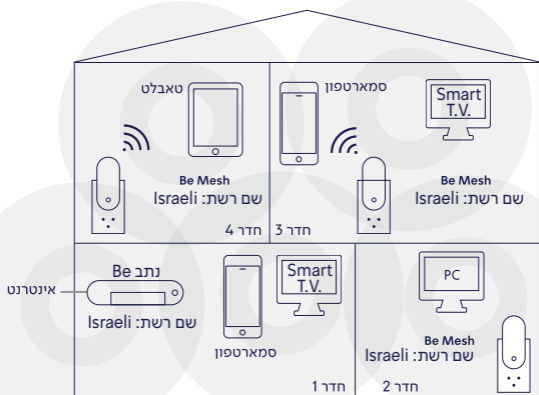 טאבלט
Be Mesh
שם רשת: Israeli
חדר 4
סמארטפון
Smart
T.V.
Be Mesh
שם רשת: Israeli
חדר 3
אינטרנט
נתב Be
שם רשת: Israeli
סמארטפון
Smart
T.V.
חדר 1
PC
Be Mesh
שם רשת: Israeli
חדר 2